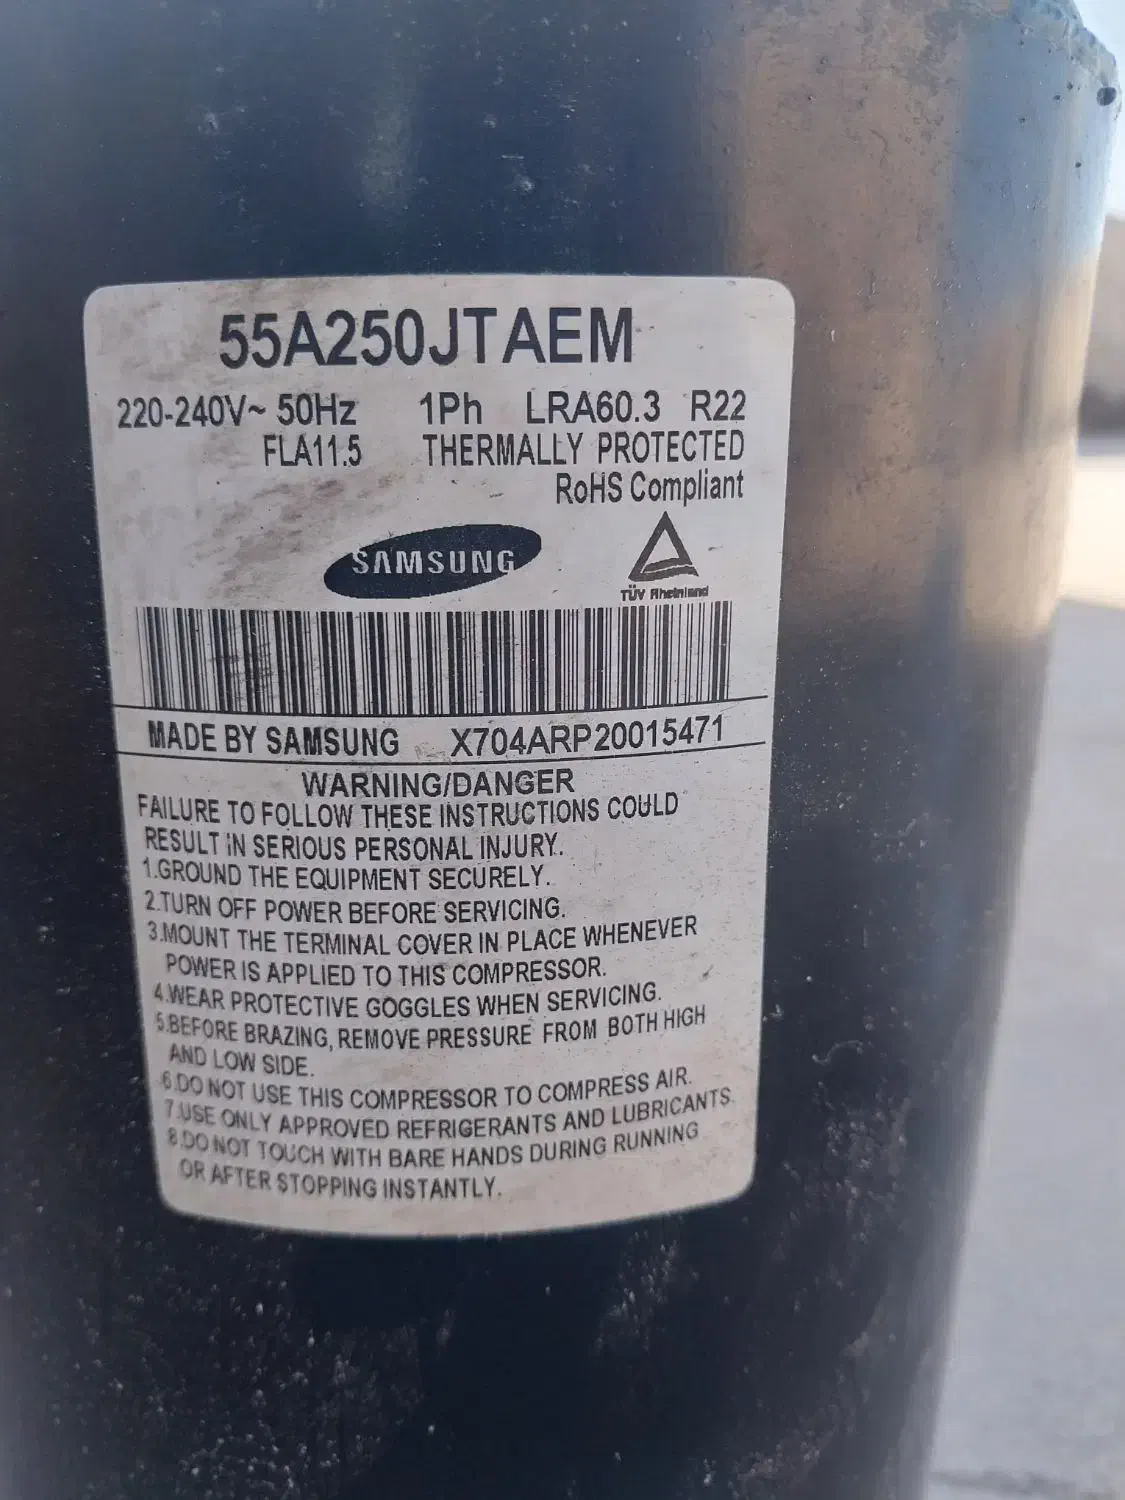 55A250JTAEM
220-240V~ 50Hz 1Ph LRA60.3 R22
FLA11.5 THERMALLY PROTECTED
RoHS Compliant
SAMSUNG
TÜV Rheinland
MADE BY SAMSUNG X704ARP20015471
WARNING/DANGER
FAILURE TO FOLLOW THESE INSTRUCTIONS COULD
RESULT IN SERIOUS PERSONAL INJURY.
1.GROUND THE EQUIPMENT SECURELY.
2.TURN OFF POWER BEFORE SERVICING.
3.MOUNT THE TERMINAL COVER IN PLACE WHENEVER
POWER IS APPLIED TO THIS COMPRESSOR.
4.WEAR PROTECTIVE GOGGLES WHEN SERVICING.
5.BEFORE BRAZING, REMOVE PRESSURE FROM BOTH HIGH
AND LOW SIDE.
6.DO NOT USE THIS COMPRESSOR TO COMPRESS AIR.
7.USE ONLY APPROVED REFRIGERANTS AND LUBRICANTS.
8.DO NOT TOUCH WITH BARE HANDS DURING RUNNING
OR AFTER STOPPING INSTANTLY.